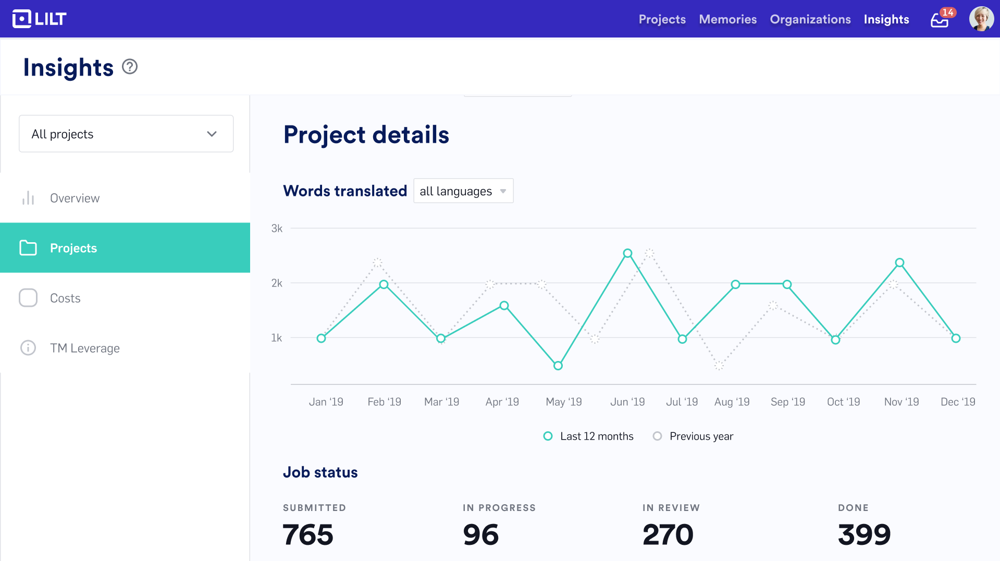 LILT
Projects Memories Organizations Insights 14
Insights ?
All projects
Overview
Projects
Costs
TM Leverage
Project details
Words translated all languages
3k
2k
1k
Jan ‘19 Feb ‘19 Mar ‘19 Apr ‘19 May ‘19 Jun ‘19 Jul ‘19 Aug ‘19 Sep ‘19 Oct ‘19 Nov ‘19 Dec ‘19
Last 12 months Previous year
Job status
SUBMITTED IN PROGRESS IN REVIEW DONE
765 96 270 399